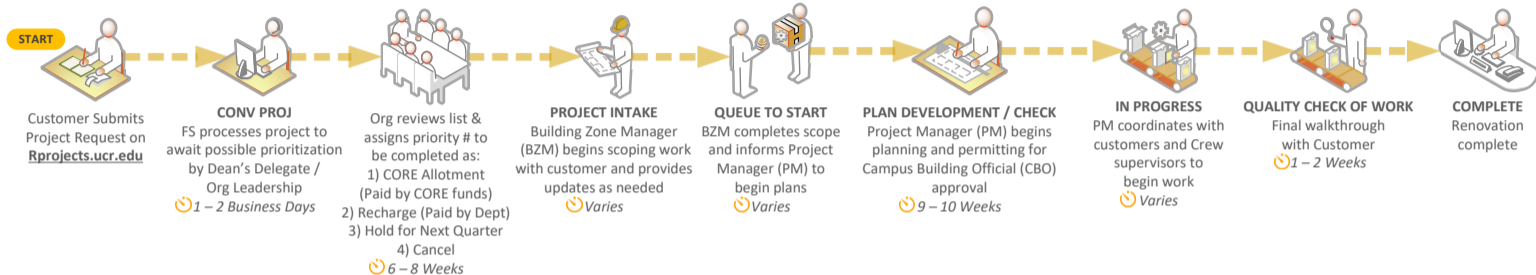 START
Customer Submits
Project Request on
Rprojects.ucr.edu
CONV PROJ
FS processes project to
await possible prioritization
by Dean's Delegate /
Org Leadership
1 – 2 Business Days
Org reviews list &
assigns priority # to
be completed as:
1) CORE Allotment
(Paid by CORE funds)
2) Recharge (Paid by Dept)
3) Hold for Next Quarter
4) Cancel
6 – 8 Weeks
PROJECT INTAKE
Building Zone Manager
(BZM) begins scoping work
with customer and provides
updates as needed
Varies
QUEUE TO START
BZM completes scope
and informs Project
Manager (PM) to
begin plans
Varies
PLAN DEVELOPMENT / CHECK
Project Manager (PM) begins
planning and permitting for
Campus Building Official (CBO)
approval
9 – 10 Weeks
IN PROGRESS
PM coordinates with
customers and Crew
supervisors to
begin work
Varies
QUALITY CHECK OF WORK
Final walkthrough
with Customer
1 – 2 Weeks
COMPLETE
Renovation
complete